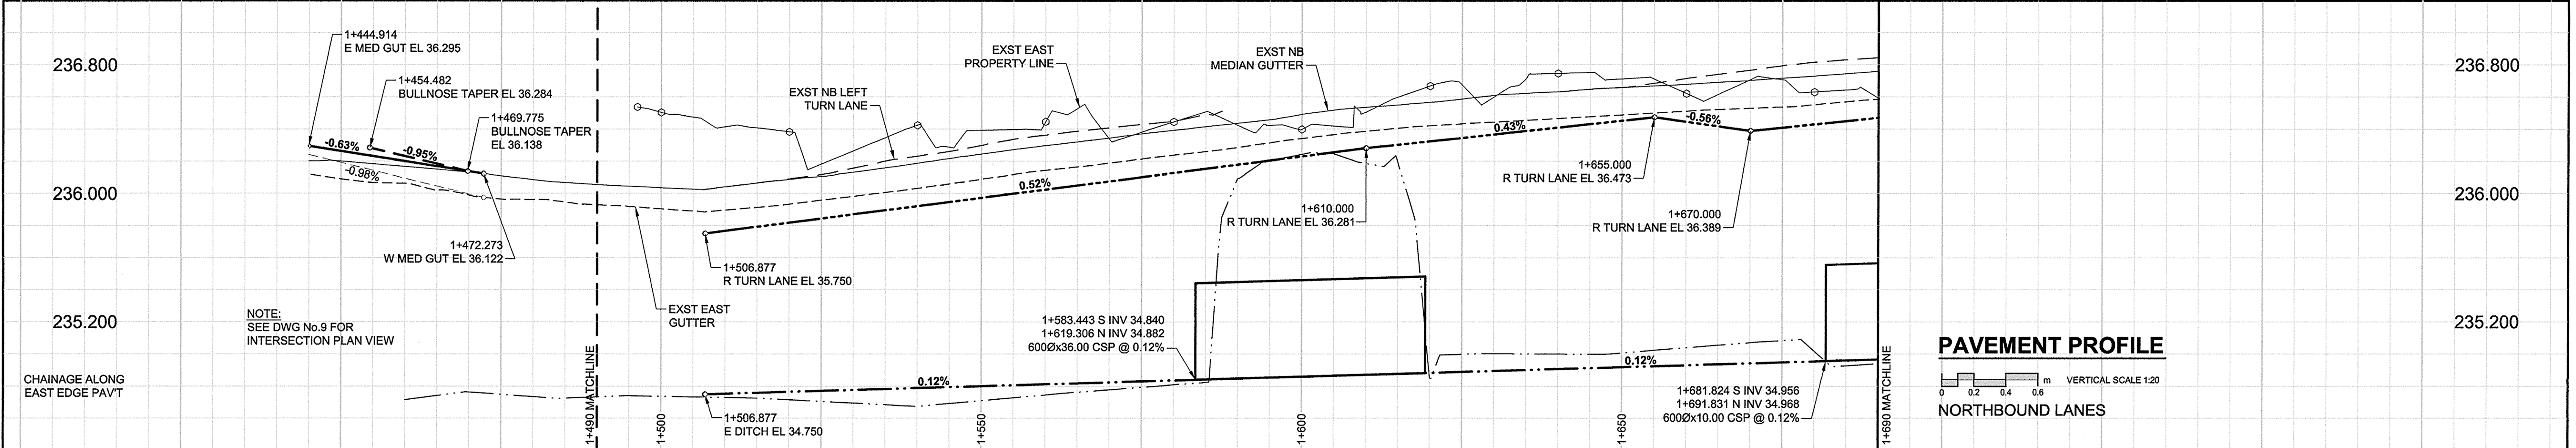 236.800
236.000
235.200
CHAINAGE ALONG
EAST EDGE PAV'T
1+444.914
E MED GUT EL 36.295
1+454.482
BULLNOSE TAPER EL 36.284
1+469.775
BULLNOSE TAPER
EL 36.138
-0.63%
-0.95%
-0.98%
1+472.273
W MED GUT EL 36.122
NOTE:
SEE DWG No.9 FOR
INTERSECTION PLAN VIEW
1+490 MATCHLINE
EXST EAST
GUTTER
1+506.877
R TURN LANE EL 35.750
1+506.877
E DITCH EL 34.750
EXST NB LEFT
TURN LANE
EXST EAST
PROPERTY LINE
EXST NB
MEDIAN GUTTER
0.52%
0.43%
-0.56%
1+610.000
R TURN LANE EL 36.281
1+655.000
R TURN LANE EL 36.473
1+670.000
R TURN LANE EL 36.389
1+583.443 S INV 34.840
1+619.306 N INV 34.882
600Øx36.00 CSP @ 0.12%
0.12%
0.12%
1+681.824 S INV 34.956
1+691.831 N INV 34.968
600Øx10.00 CSP @ 0.12%
1+500
1+550
1+600
1+650
1+690 MATCHLINE
236.800
236.000
235.200
PAVEMENT PROFILE
0 0.2 0.6 m VERTICAL SCALE 1:20
NORTHBOUND LANES